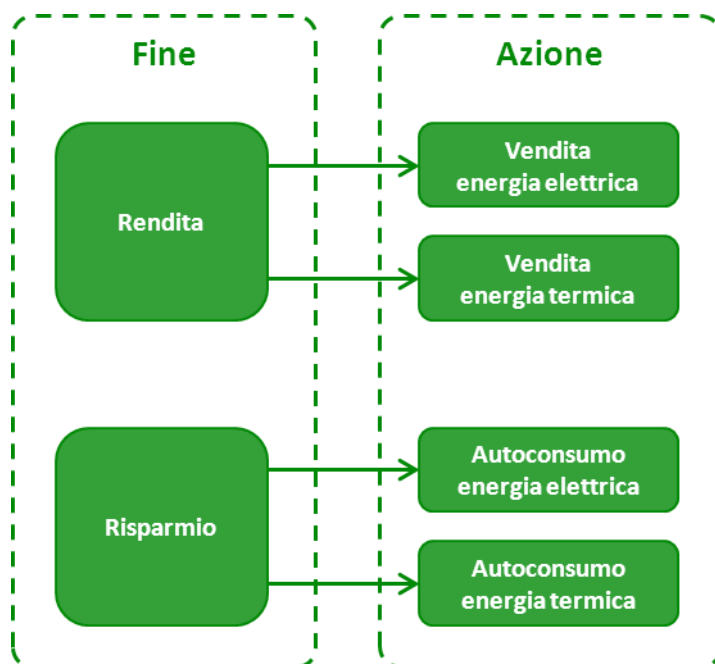 Fine
Azione
Rendita
Vendita
energia elettrica
Vendita
energia termica
Risparmio
Autoconsumo
energia elettrica
Autoconsumo
energia termica